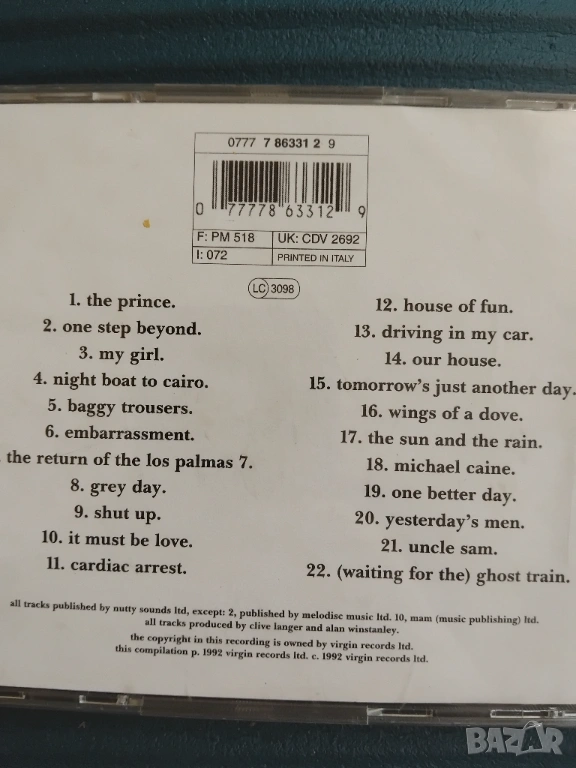 0777 7 86331 2 9
0 77778 63312 9
F: PM 518 UK: CDV 2692
I: 072 PRINTED IN ITALY
LC 3098
1. the prince.
2. one step beyond.
3. my girl.
4. night boat to cairo.
5. baggy trousers.
6. embarrassment.
. the return of the los palmas 7.
8. grey day.
9. shut up.
10. it must be love.
11. cardiac arrest.
12. house of fun.
13. driving in my car.
14. our house.
15. tomorrow's just another day.
16. wings of a dove.
17. the sun and the rain.
18. michael caine.
19. one better day.
20. yesterday's men.
21. uncle sam.
22. (waiting for the) ghost train.
all tracks published by nutty sounds ltd, except: 2, published by melodisc music ltd. 10, mam (music publishing) ltd.
all tracks produced by clive langer and alan winstanley.
the copyright in this recording is owned by virgin records ltd.
this compilation p. 1992 virgin records ltd. c. 1992 virgin records ltd.
BAZAR